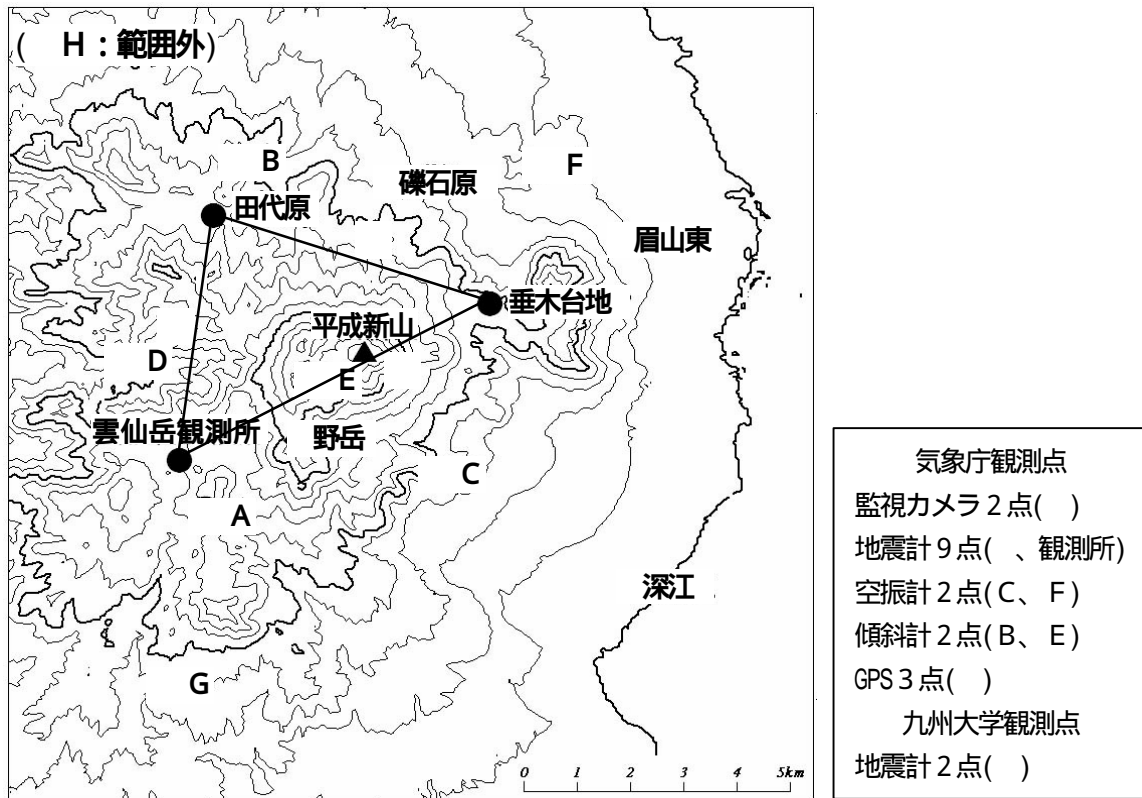 (　H：範囲外)
B
F
礫石原
田代原
眉山東
垂木台地
平成新山
D
E
雲仙岳観測所
野岳
C
A
深江
G
0 1 2 3 4 5km
気象庁観測点
監視カメラ２点(　)
地震計９点(　、観測所)
空振計２点(Ｃ、Ｆ)
傾斜計２点(Ｂ、Ｅ)
GPS３点(　)
九州大学観測点
地震計２点(　)